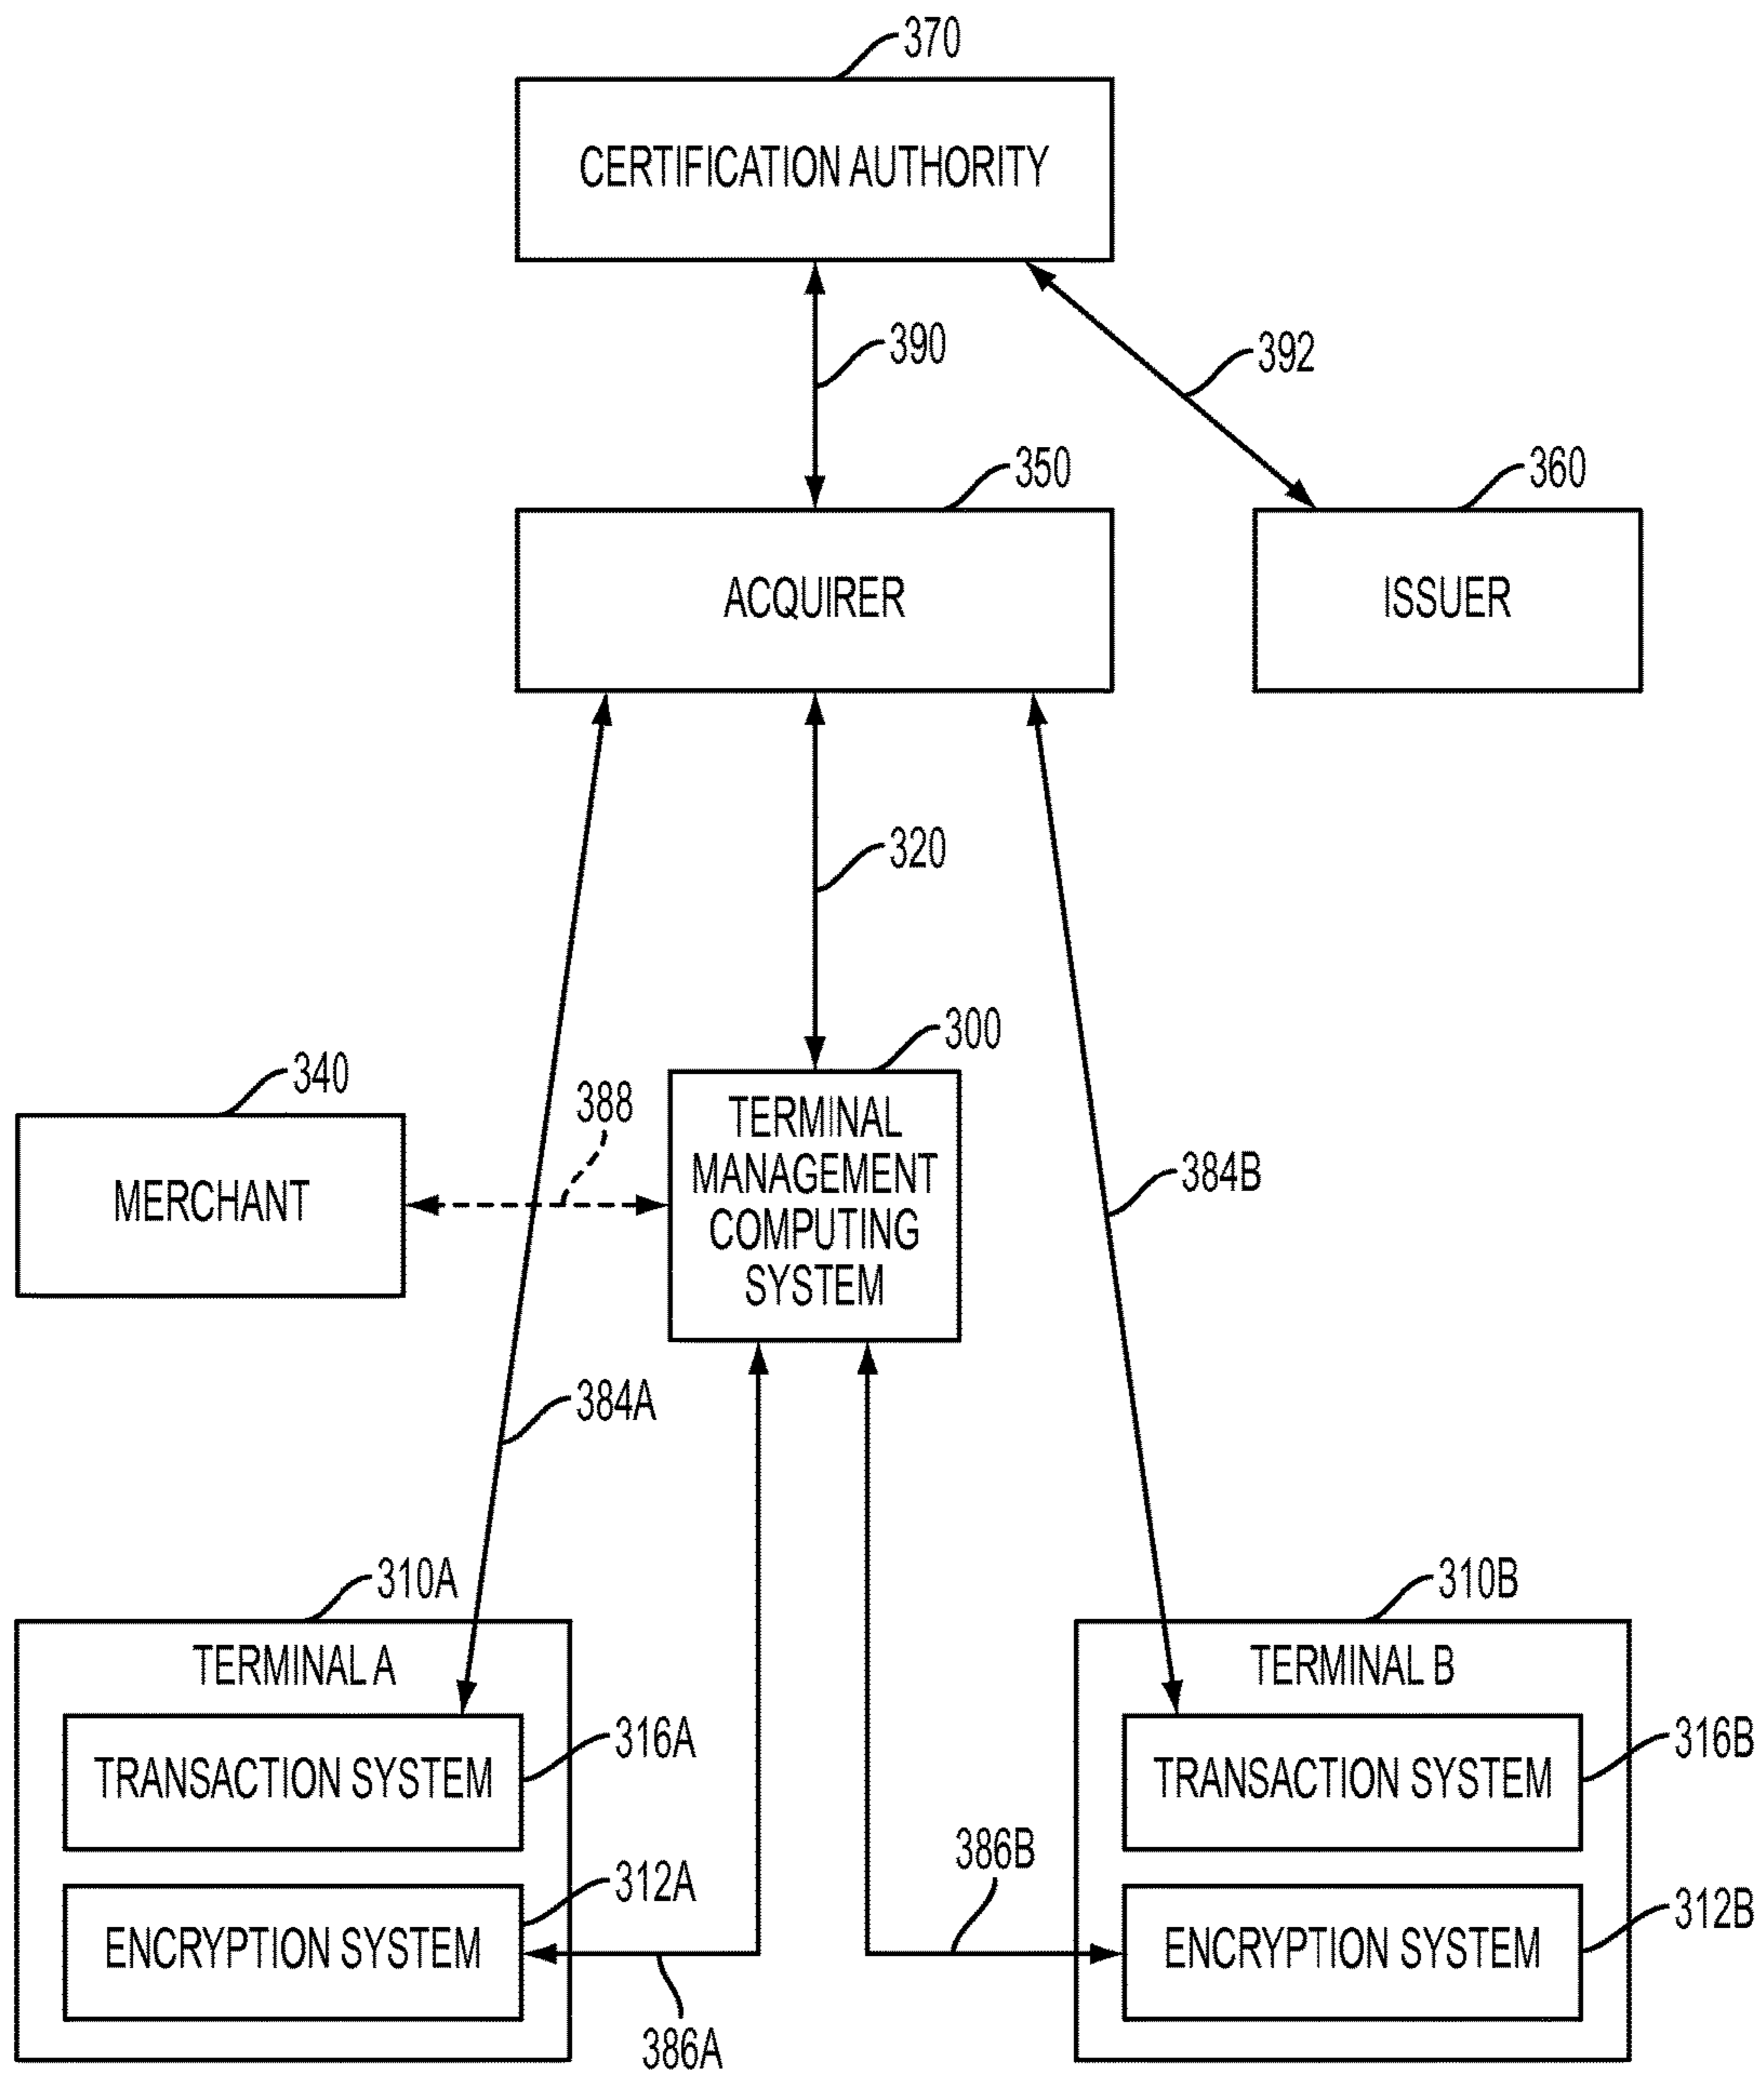 370
CERTIFICATION AUTHORITY
390
392
350
360
ACQUIRER
ISSUER
320
300
340
388
TERMINAL
MANAGEMENT
COMPUTING
SYSTEM
MERCHANT
384B
384A
310A
310B
TERMINAL A
TERMINAL B
316A
316B
TRANSACTION SYSTEM
TRANSACTION SYSTEM
386B
312A
312B
ENCRYPTION SYSTEM
ENCRYPTION SYSTEM
386A